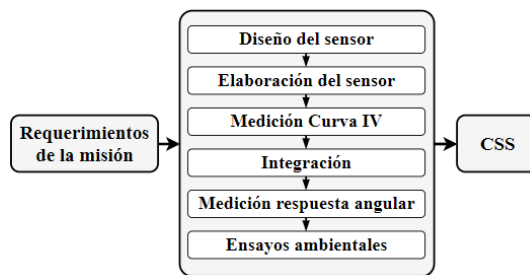 Requerimientos
de la misión
Diseño del sensor
Elaboración del sensor
Medición Curva IV
Integración
Medición respuesta angular
Ensayos ambientales
CSS